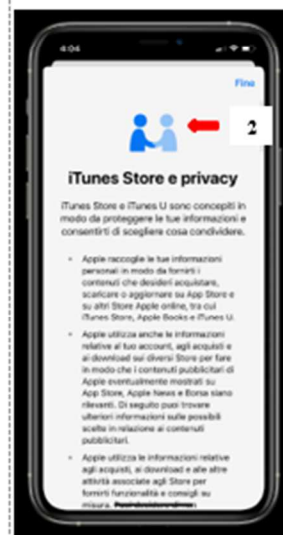 4:04
Fine
2
iTunes Store e privacy
iTunes Store e iTunes U sono concepiti in
modo da proteggere le tue informazioni e
consentirti di scegliere cosa condividere.
Apple raccoglie le tue informazioni
personali in modo da fornirti i
contenuti che desideri acquistare,
scaricare o aggiornare su App Store e
su altri Store Apple online, tra cui
iTunes Store, Apple Books e iTunes U.
Apple utilizza anche le informazioni
relative al tuo account, agli acquisti e
ai download sui diversi Store per fare
in modo che i contenuti pubblicitari di
Apple eventualmente mostrati su
App Store, Apple News e Borsa siano
rilevanti. Di seguito puoi trovare
ulteriori informazioni sulle possibili
scelte in relazione ai contenuti
pubblicitari.
Apple utilizza le informazioni relative
agli acquisti, ai download e alle altre
attività associate agli Store per
fornirti funzionalità e consigli su
misura.